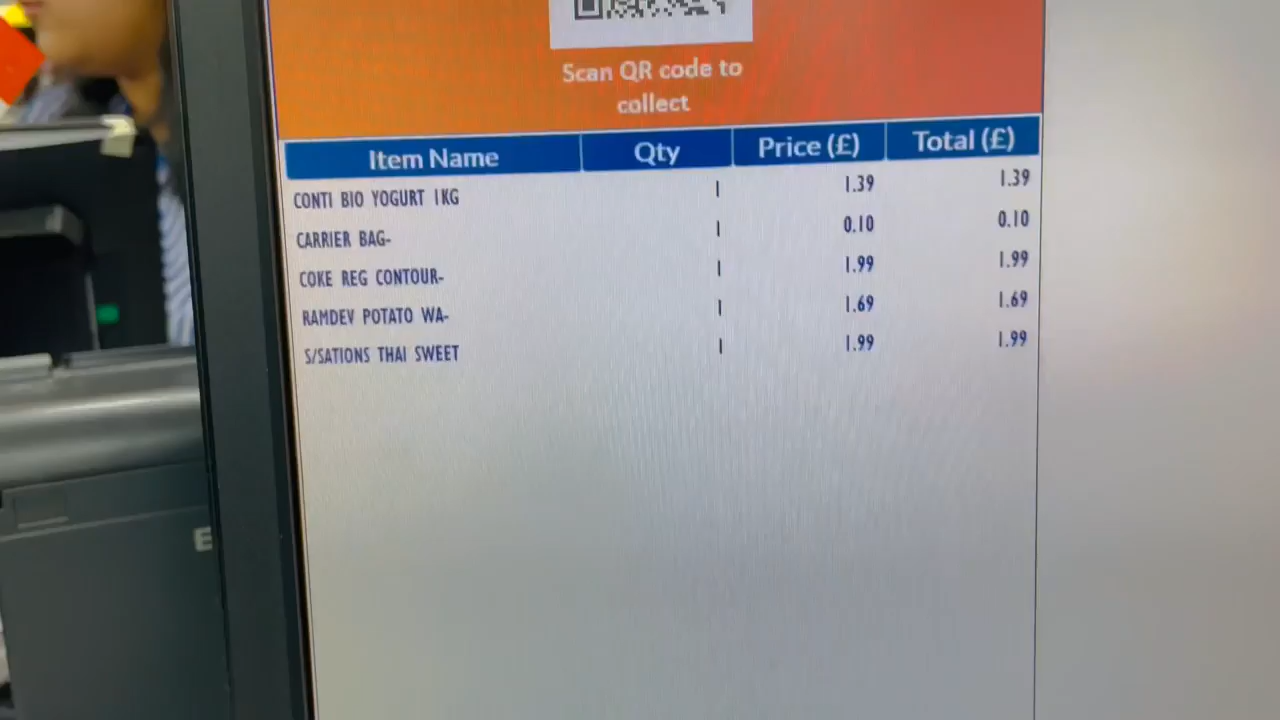 Scan QR code to
collect
Item Name Qty Price (£) Total (£)
CONTI BIO YOGURT 1KG 1 1.39 1.39
CARRIER BAG- 1 0.10 0.10
COKE REG CONTOUR- 1 1.99 1.99
RAMDEV POTATO WA- 1 1.69 1.69
S/SATIONS THAI SWEET 1 1.99 1.99
E